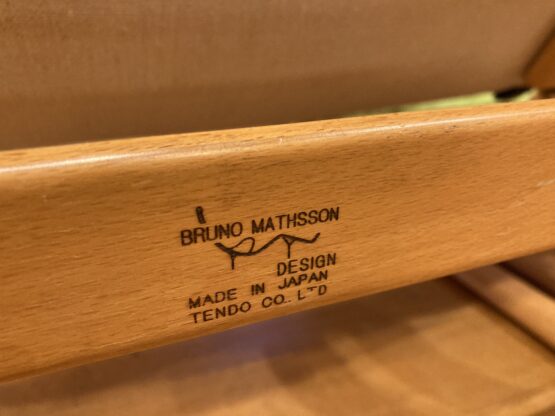 R
BRUNO MATHSSON
DESIGN
MADE IN JAPAN
TENDO CO., LTD